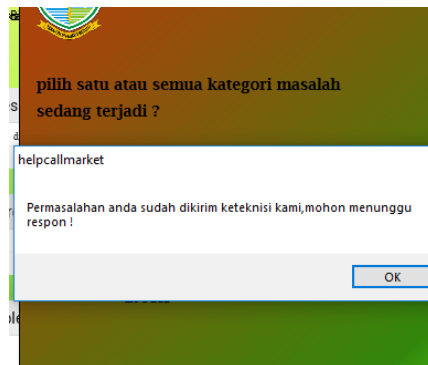 pilih satu atau semua kategori masalah
sedang terjadi ?
helpcallmarket
Permasalahan anda sudah dikirim keteknisi kami,mohon menunggu
respon !
OK